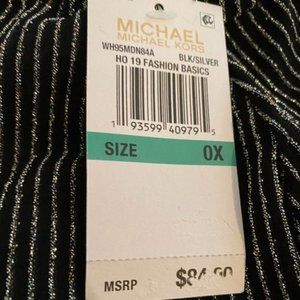 MICHAEL
MICHAEL KORS
WH95MDN84A BLK/SILVER
HO 19 FASHION BASICS
1 93599 40979 5
SIZE 0X
MSRP